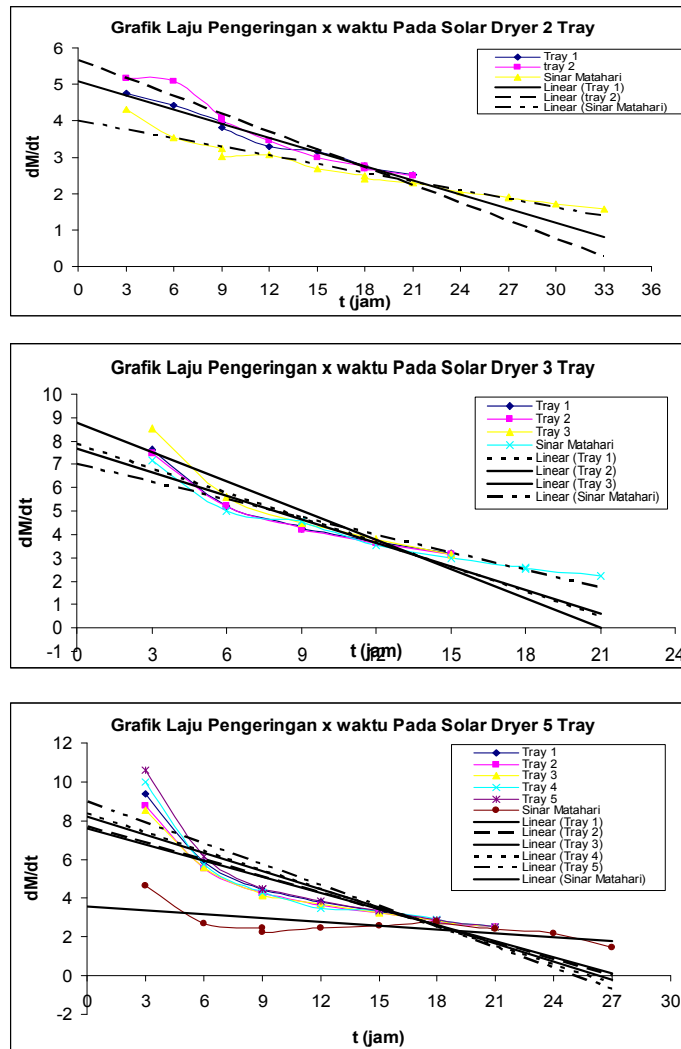 Grafik Laju Pengeringan x waktu Pada Solar Dryer 2 Tray
6
5
4
3
2
1
0
dM/dt
0 3 6 9 12 15 18 21 24 27 30 33 36
t (jam)
Tray 1
tray 2
Sinar Matahari
Linear (Tray 1)
Linear (tray 2)
Linear (Sinar Matahari)
Grafik Laju Pengeringan x waktu Pada Solar Dryer 3 Tray
10
9
8
7
6
5
4
3
2
1
0
-1
dM/dt
0 3 6 9 12 15 18 21 24
t (jam)
Tray 1
Tray 2
Tray 3
Sinar Matahari
Linear (Tray 1)
Linear (Tray 2)
Linear (Tray 3)
Linear (Sinar Matahari)
Grafik Laju Pengeringan x waktu Pada Solar Dryer 5 Tray
12
10
8
6
4
2
0
-2
dM/dt
0 3 6 9 12 15 18 21 24 27 30
t (jam)
Tray 1
Tray 2
Tray 3
Tray 4
Tray 5
Sinar Matahari
Linear (Tray 1)
Linear (Tray 2)
Linear (Tray 3)
Linear (Tray 4)
Linear (Tray 5)
Linear (Sinar Matahari)